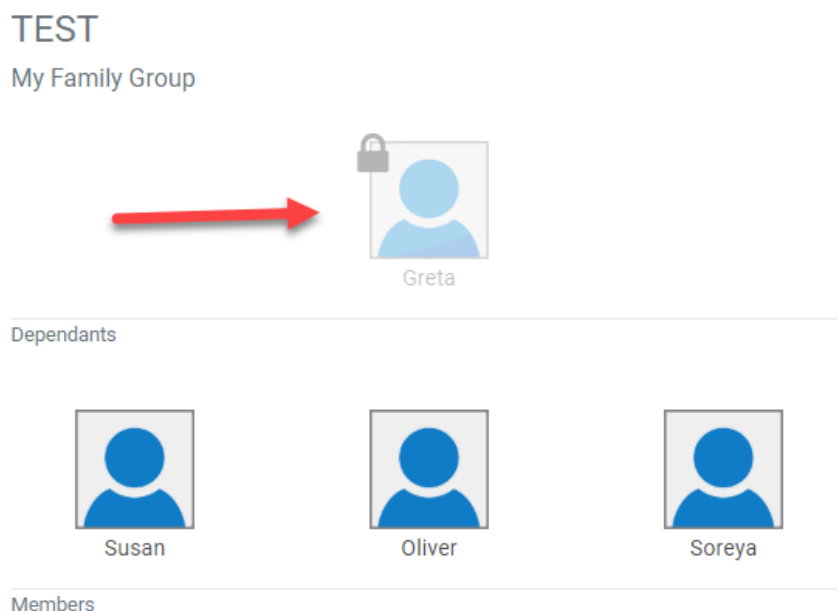 TEST
My Family Group
Greta
Dependants
Susan Oliver Soreya
Members